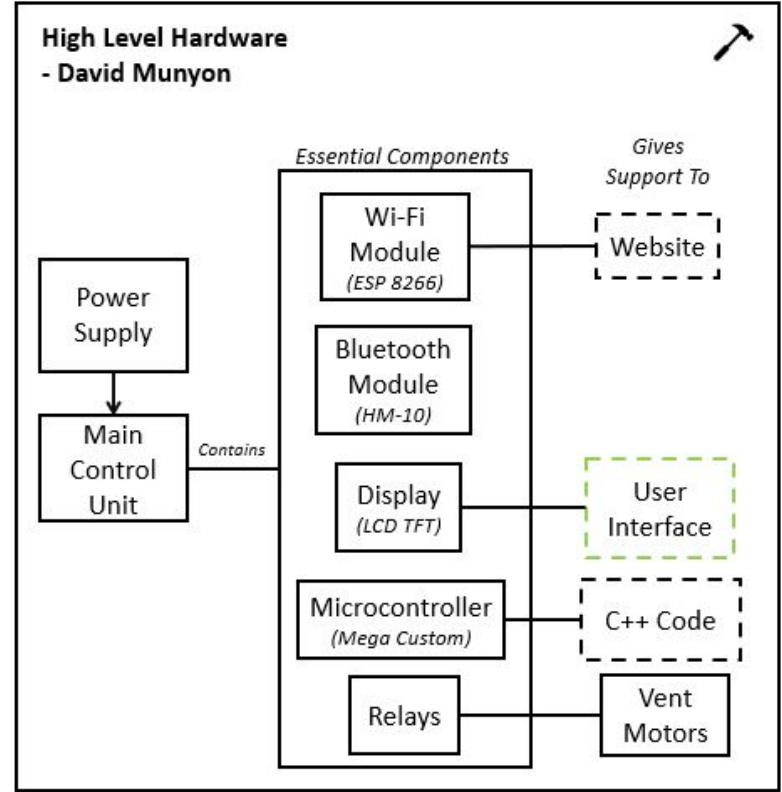 High Level Hardware
- David Munyon
Essential Components
Gives
Support To
Wi-Fi
Module
(ESP 8266)
Website
Power
Supply
Bluetooth
Module
(HM-10)
Main
Control
Unit
Contains
Display
(LCD TFT)
User
Interface
Microcontroller
(Mega Custom)
C++ Code
Relays
Vent
Motors